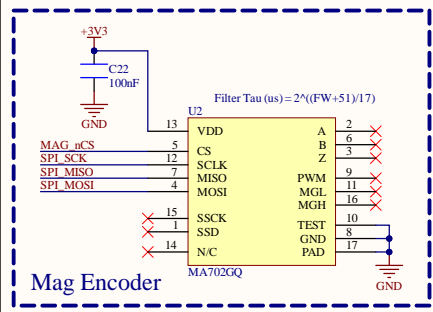 +3V3
C22
100nF
GND
U2
Filter Tau (us) = 2^((FW+51)/17)
13 VDD A 2
B 6
MAG_nCS 5 CS Z 3
SPI_SCK 12 SCLK
SPI_MISO 7 MISO PWM 9
SPI_MOSI 4 MOSI MGL 11
MGH 16
15 SSCK TEST 10
1 SSD GND 8
14 N/C PAD 17
MA702GQ
GND
Mag Encoder